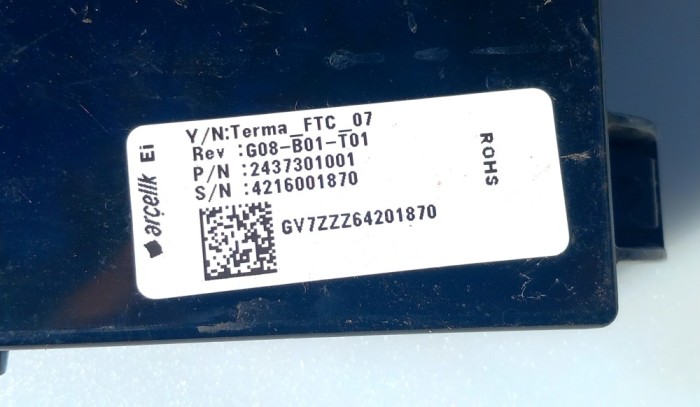 Y/N:Terma_FTC_07
Rev :G08-B01-T01
P/N :2437301001
S/N :4216001870
GV7ZZZ64201870
ROHS
arçelik Ei